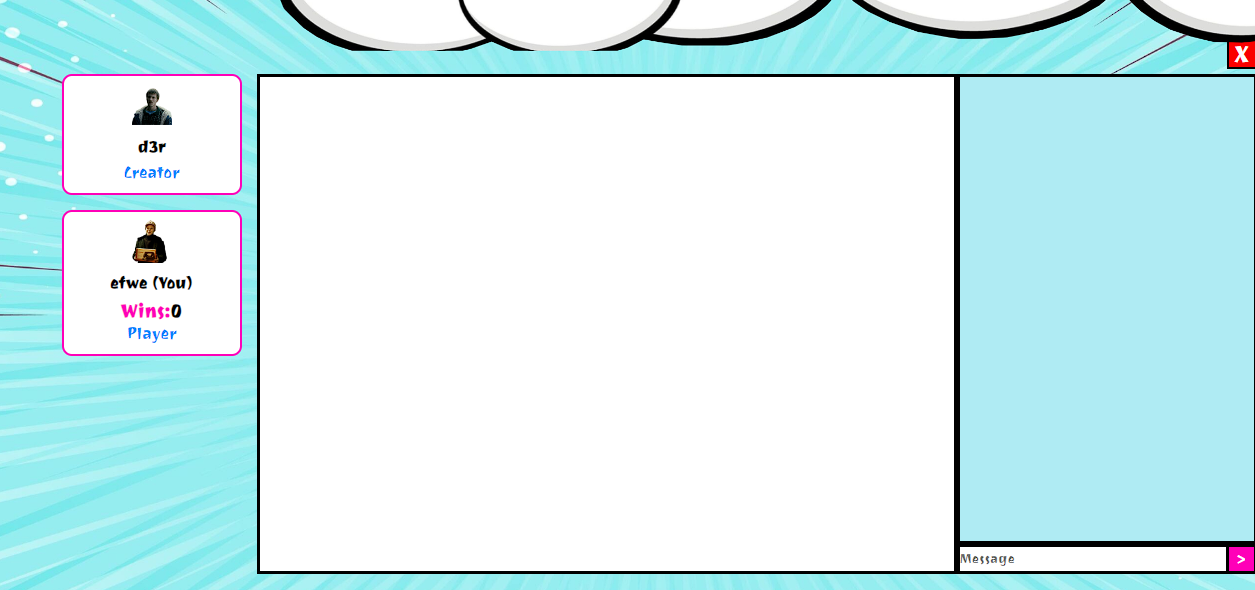 X
d3r
Creator
efwe (You)
Wins:0
Player
Message
>